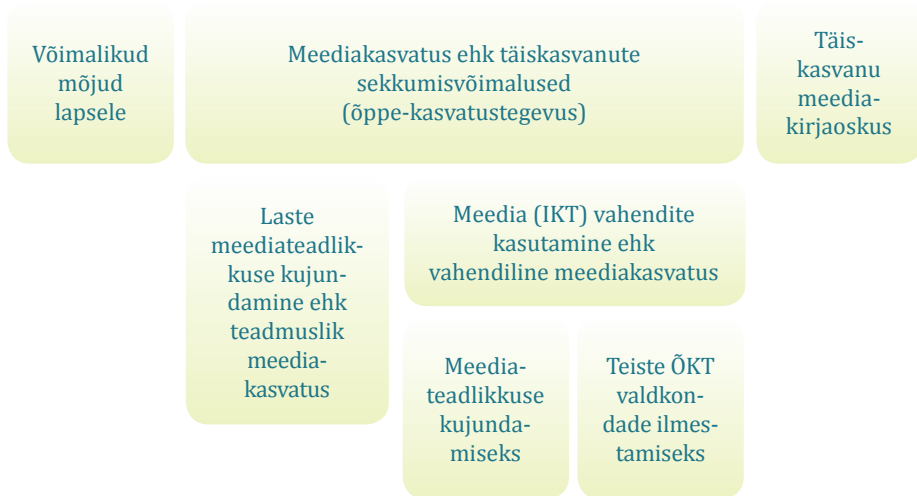 Võimalikud
mõjud
lapsele
Meediakasvatus ehk täiskasvanute
sekkumisvõimalused
(õppe-kasvatustegevus)
Täis-
kasvanu
meedia-
kirjaoskus
Laste
meediateadlik-
kuse kujun-
damine ehk
teadmuslik
meedia-
kasvatus
Meedia (IKT) vahendite
kasutamine ehk
vahendiline meediakasvatus
Meedia-
teadlikkuse
kujunda-
miseks
Teiste ÕKT
valdkon-
dade ilmes-
tamiseks